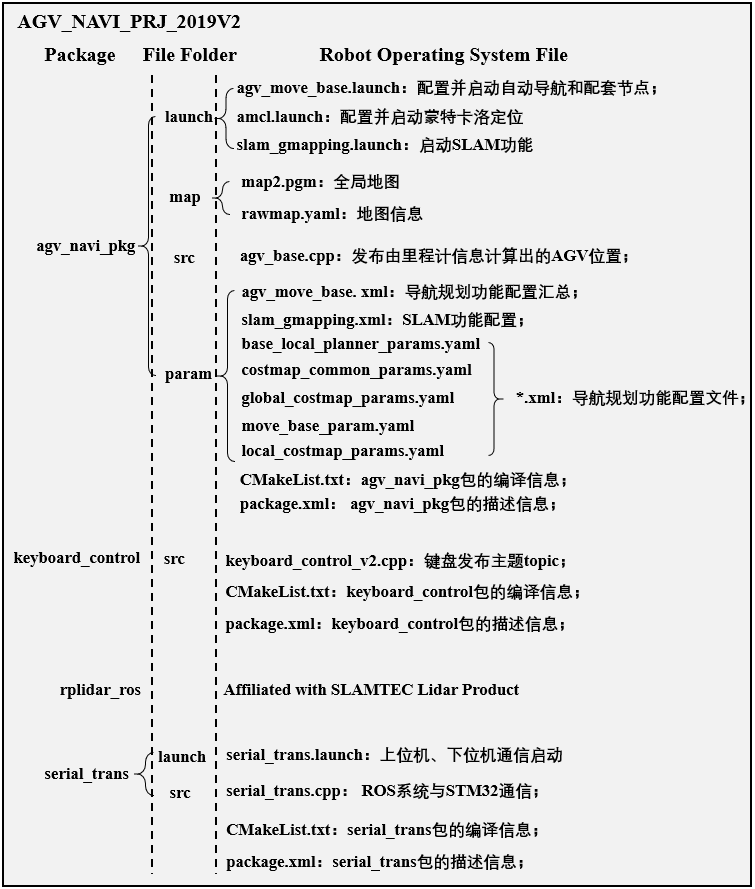 AGV_NAVI_PRJ_2019V2
Package File Folder Robot Operating System File
agv_move_base.launch：配置并启动自动导航和配套节点；
launch amcl.launch：配置并启动蒙特卡洛定位
slam_gmapping.launch：启动SLAM功能
map2.pgm：全局地图
map
rawmap.yaml：地图信息
agv_navi_pkg
src agv_base.cpp：发布由里程计信息计算出的AGV位置；
agv_move_base. xml：导航规划功能配置汇总；
slam_gmapping.xml：SLAM功能配置；
base_local_planner_params.yaml
param costmap_common_params.yaml
global_costmap_params.yaml *.xml：导航规划功能配置文件；
move_base_param.yaml
local_costmap_params.yaml
CMakeList.txt：agv_navi_pkg包的编译信息；
package.xml： agv_navi_pkg包的描述信息；
keyboard_control src keyboard_control_v2.cpp：键盘发布主题topic；
CMakeList.txt：keyboard_control包的编译信息；
package.xml：keyboard_control包的描述信息；
rplidar_ros Affiliated with SLAMTEC Lidar Product
launch serial_trans.launch：上位机、下位机通信启动
serial_trans
src serial_trans.cpp： ROS系统与STM32通信；
CMakeList.txt：serial_trans包的编译信息；
package.xml：serial_trans包的描述信息；